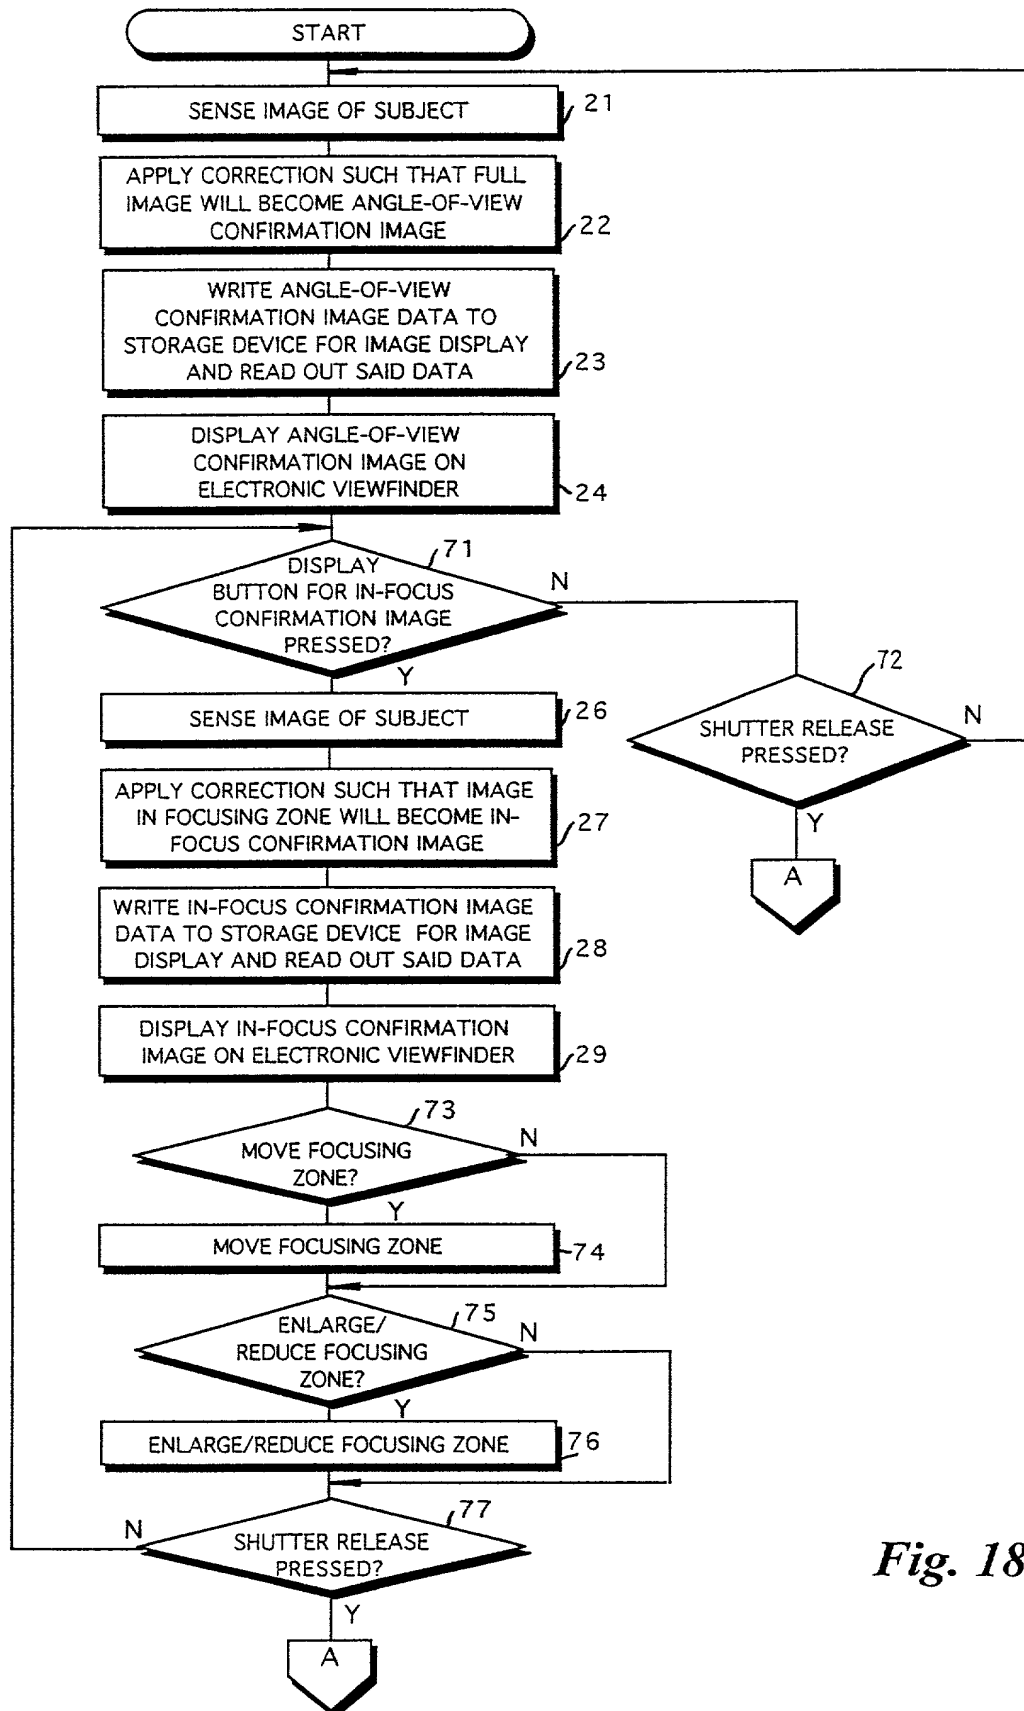 START
SENSE IMAGE OF SUBJECT
21
APPLY CORRECTION SUCH THAT FULL
IMAGE WILL BECOME ANGLE-OF-VIEW
CONFIRMATION IMAGE
22
WRITE ANGLE-OF-VIEW
CONFIRMATION IMAGE DATA TO
STORAGE DEVICE FOR IMAGE DISPLAY
AND READ OUT SAID DATA
23
DISPLAY ANGLE-OF-VIEW
CONFIRMATION IMAGE ON
ELECTRONIC VIEWFINDER
24
71
DISPLAY
BUTTON FOR IN-FOCUS
CONFIRMATION IMAGE
PRESSED?
N
Y
72
SHUTTER RELEASE
PRESSED?
N
Y
A
SENSE IMAGE OF SUBJECT
26
APPLY CORRECTION SUCH THAT IMAGE
IN FOCUSING ZONE WILL BECOME IN-
FOCUS CONFIRMATION IMAGE
27
WRITE IN-FOCUS CONFIRMATION IMAGE
DATA TO STORAGE DEVICE FOR IMAGE
DISPLAY AND READ OUT SAID DATA
28
DISPLAY IN-FOCUS CONFIRMATION
IMAGE ON ELECTRONIC VIEWFINDER
29
73
MOVE FOCUSING
ZONE?
N
Y
MOVE FOCUSING ZONE
74
75
ENLARGE/
REDUCE FOCUSING
ZONE?
N
Y
ENLARGE/REDUCE FOCUSING ZONE
76
77
SHUTTER RELEASE
PRESSED?
N
Y
A
Fig. 18